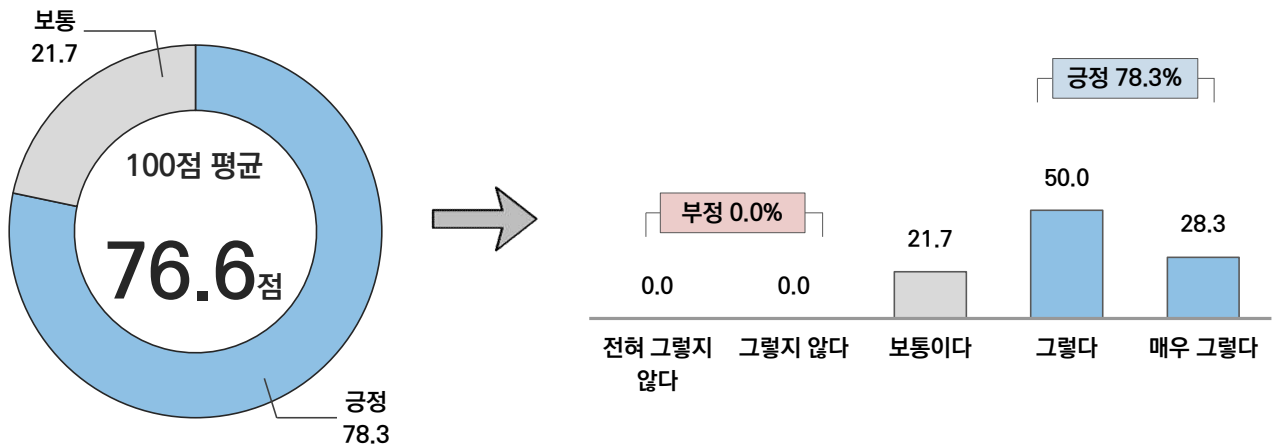 보통
21.7
100점 평균
76.6점
긍정
78.3
긍정 78.3%
부정 0.0%
0.0
0.0
21.7
50.0
28.3
전혀 그렇지
않다
그렇지 않다
보통이다
그렇다
매우 그렇다